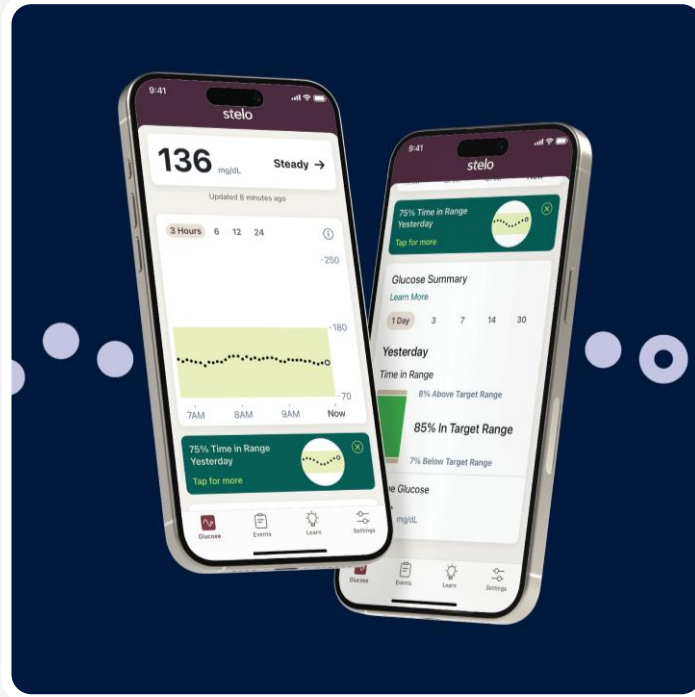 9:41
stelo
136 mg/dL Steady →
Updated 8 minutes ago
3 Hours 6 12 24
250
180
70
7AM 8AM 9AM Now
75% Time in Range
Yesterday
Tap for more
Glucose Events Learn Settings
9:41
stelo
Now
75% Time in Range
Yesterday
Tap for more
Glucose Summary
Learn More
1 Day 3 7 14 30
Yesterday
Time in Range
8% Above Target Range
85% In Target Range
7% Below Target Range
Glucose
mg/dL
Glucose Events Learn Settings